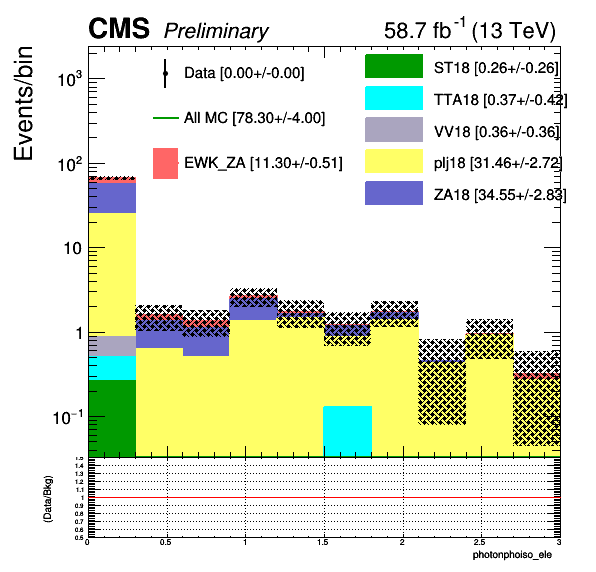 CMS Preliminary 58.7 fb⁻¹ (13 TeV)
Events/bin
10³
10²
10
1
10⁻¹
Data [0.00+/-0.00]
All MC [78.30+/-4.00]
EWK_ZA [11.30+/-0.51]
ST18 [0.26+/-0.26]
TTA18 [0.37+/-0.42]
VV18 [0.36+/-0.36]
plj18 [31.46+/-2.72]
ZA18 [34.55+/-2.83]
(Data/Bkg)
1.5
1.4
1.3
1.2
1.1
1
0.9
0.8
0.7
0.6
0.5
0 0.5 1 1.5 2 2.5 3
photonphoiso_ele